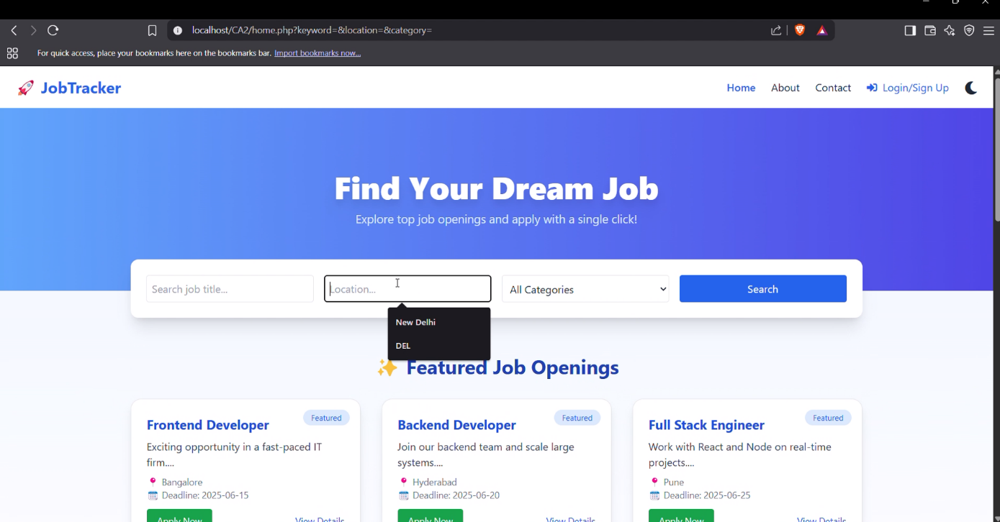 localhost/CA2/home.php?keyword=&location=&category=
For quick access, place your bookmarks here on the bookmarks bar. Import bookmarks now...
🚀 JobTracker
Home About Contact Login/Sign Up
Find Your Dream Job
Explore top job openings and apply with a single click!
Search job title... Location... All Categories Search
New Delhi
DEL
✨ Featured Job Openings
Frontend Developer Featured
Exciting opportunity in a fast-paced IT
firm....
📍 Bangalore
📅 Deadline: 2025-06-15
Apply Now View Details
Backend Developer Featured
Join our backend team and scale large
systems....
📍 Hyderabad
📅 Deadline: 2025-06-20
Apply Now View Details
Full Stack Engineer Featured
Work with React and Node on real-time
projects....
📍 Pune
📅 Deadline: 2025-06-25
Apply Now View Details